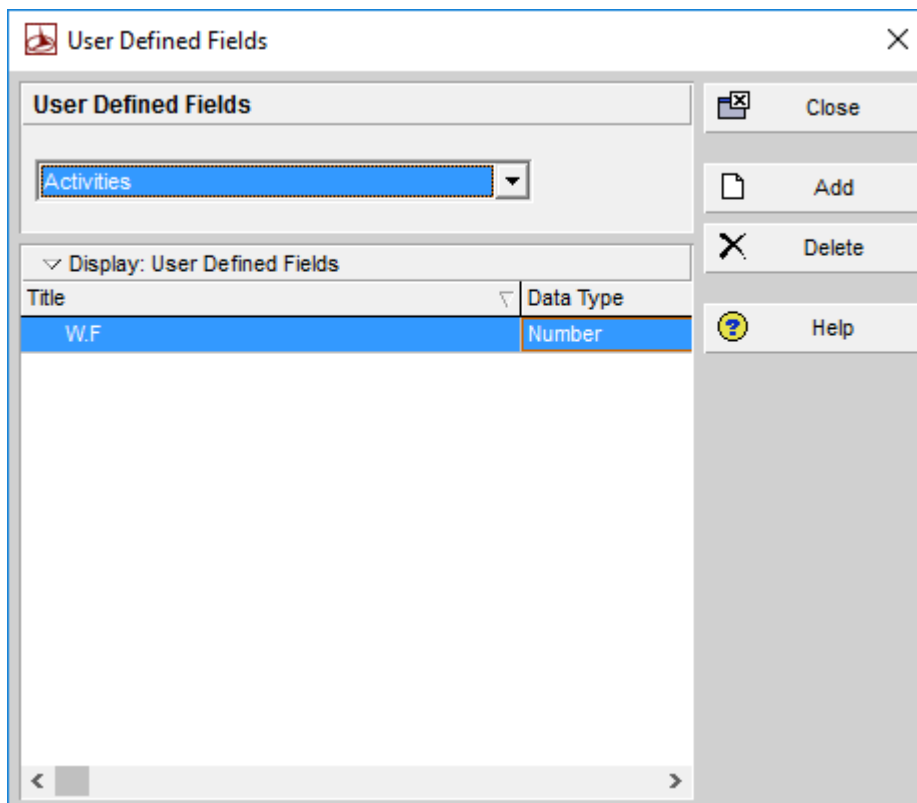 User Defined Fields
User Defined Fields
Close
Activities
Add
Delete
Display: User Defined Fields
Title Data Type
W.F Number
Help